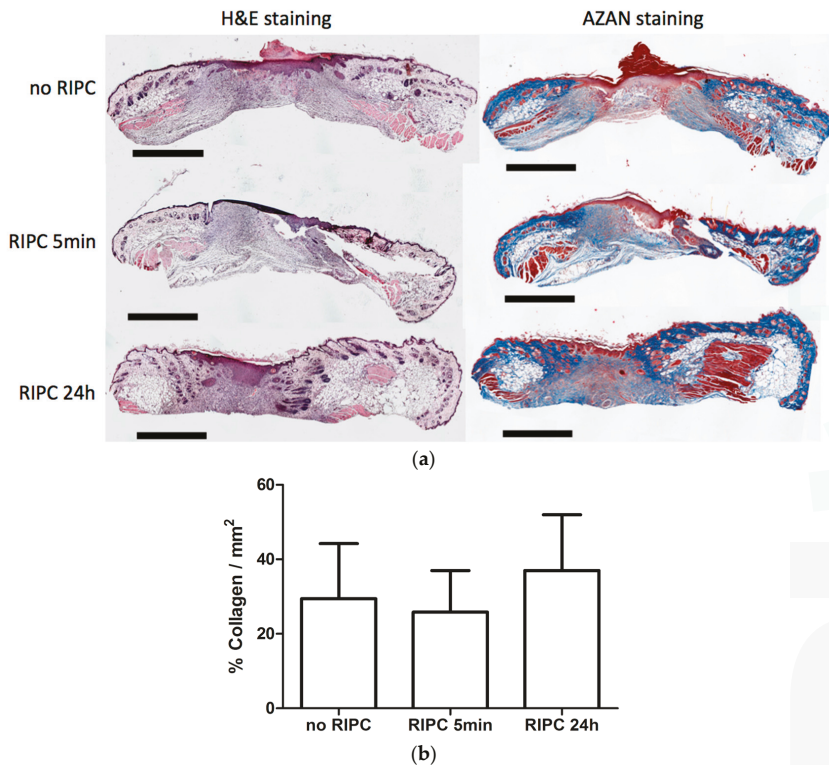 H&E staining AZAN staining
no RIPC
RIPC 5min
RIPC 24h
(a)
60
40
20
0
% Collagen / mm²
no RIPC RIPC 5min RIPC 24h
(b)